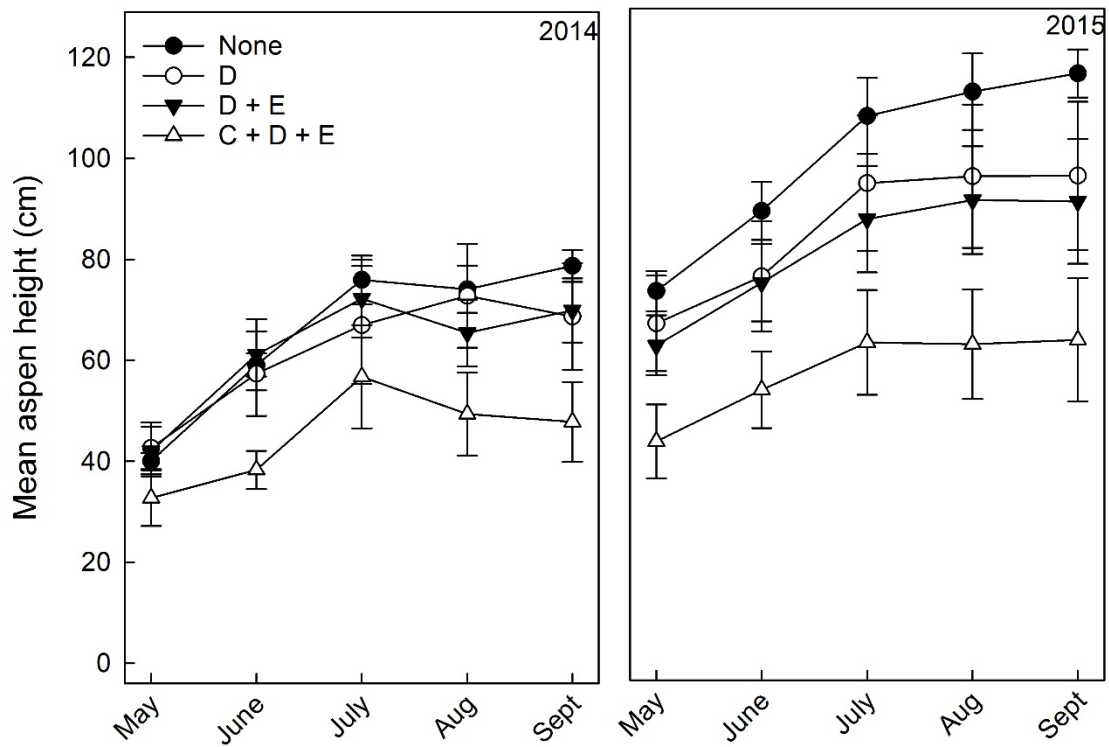 2014
2015
None
D
D + E
C + D + E
Mean aspen height (cm)
120
100
80
60
40
20
0
May June July Aug Sept
May June July Aug Sept